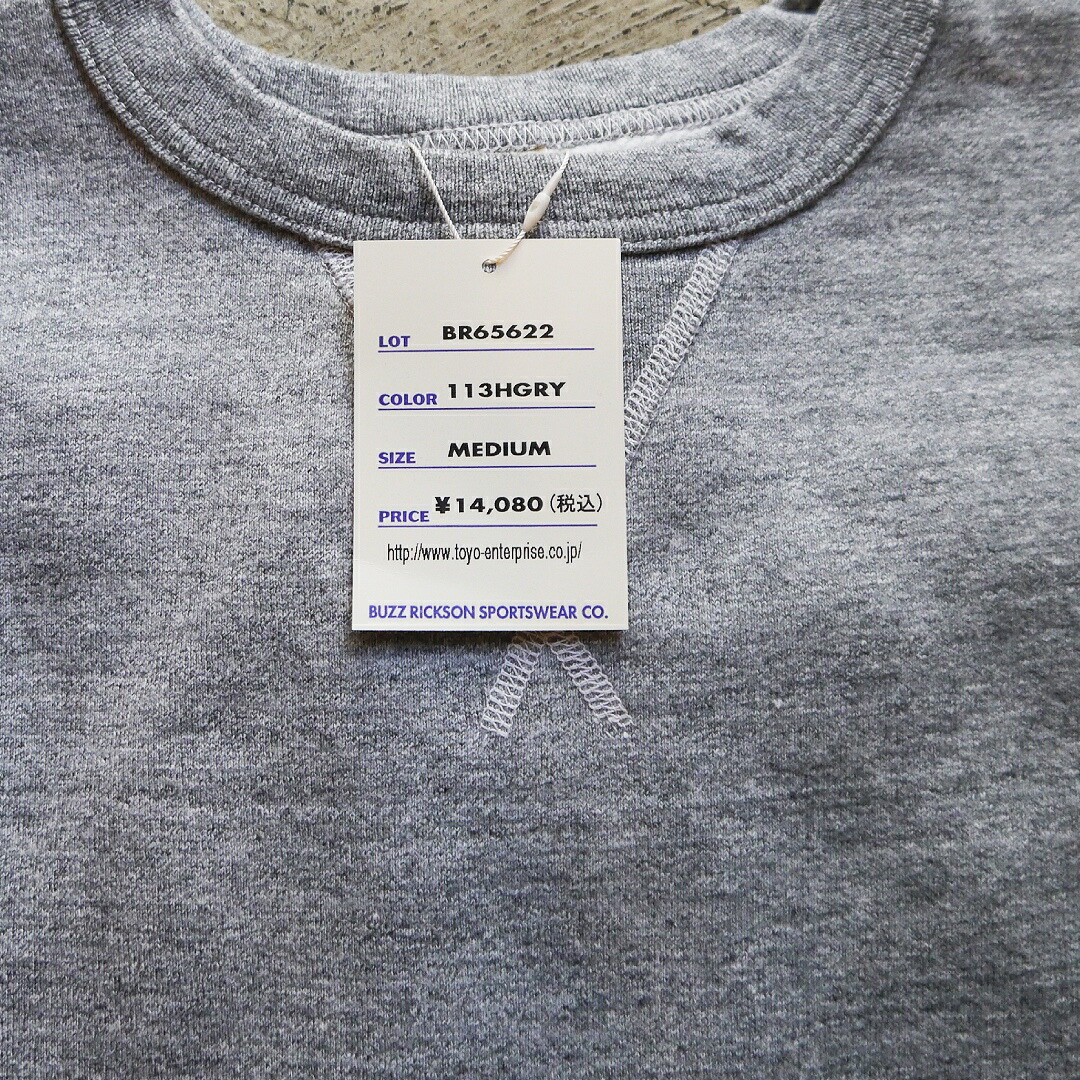 LOT BR65622
COLOR 113HGRY
SIZE MEDIUM
PRICE ¥14,080(税込)
http://www.toyo-enterprise.co.jp/
BUZZ RICKSON SPORTSWEAR CO.